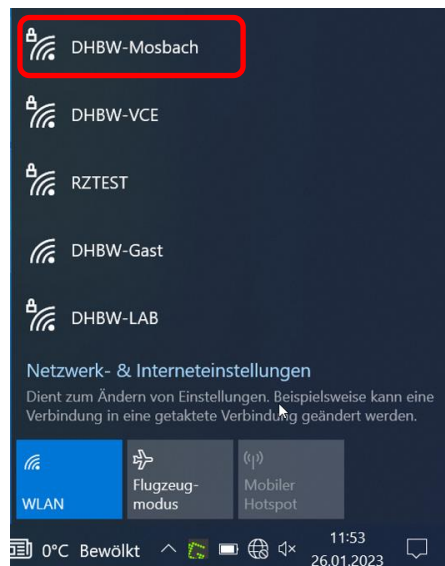 DHBW-Mosbach
DHBW-VCE
RZTEST
DHBW-Gast
DHBW-LAB
Netzwerk- & Interneteinstellungen
Dient zum Ändern von Einstellungen. Beispielsweise kann eine
Verbindung in eine getaktete Verbindung geändert werden.
WLAN
Flugzeug-
modus
Mobiler
Hotspot
0°C Bewölkt
11:53
26.01.2023